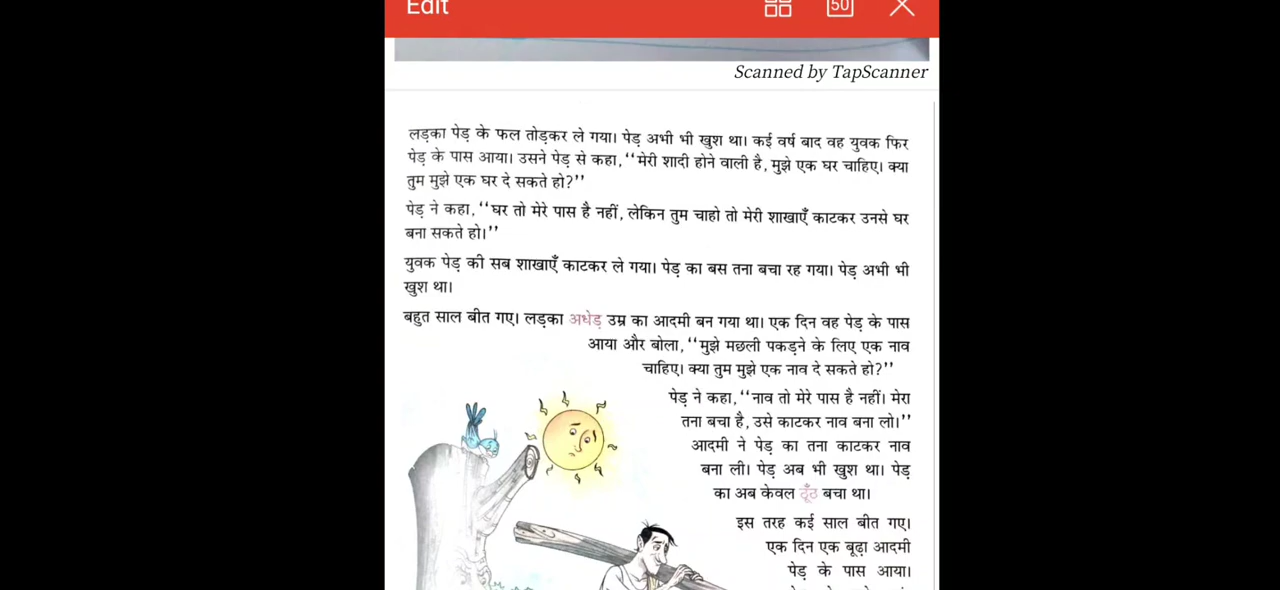 Edit
50
Scanned by TapScanner
लड़का पेड़ के फल तोड़कर ले गया। पेड़ अभी भी खुश था। कई वर्ष बाद वह युवक फिर
पेड़ के पास आया। उसने पेड़ से कहा, ‘‘मेरी शादी होने वाली है, मुझे एक घर चाहिए। क्या
तुम मुझे एक घर दे सकते हो?’’
पेड़ ने कहा, ‘‘घर तो मेरे पास है नहीं, लेकिन तुम चाहो तो मेरी शाखाएँ काटकर उनसे घर
बना सकते हो।’’
युवक पेड़ की सब शाखाएँ काटकर ले गया। पेड़ का बस तना बचा रह गया। पेड़ अभी भी
खुश था।
बहुत साल बीत गए। लड़का अधेड़ उम्र का आदमी बन गया था। एक दिन वह पेड़ के पास
आया और बोला, ‘‘मुझे मछली पकड़ने के लिए एक नाव
चाहिए। क्या तुम मुझे एक नाव दे सकते हो?’’
पेड़ ने कहा, ‘‘नाव तो मेरे पास है नहीं। मेरा
तना बचा है, उसे काटकर नाव बना लो।’’
आदमी ने पेड़ का तना काटकर नाव
बना ली। पेड़ अब भी खुश था। पेड़
का अब केवल ठूँठ बचा था।
इस तरह कई साल बीत गए।
एक दिन एक बूढ़ा आदमी
पेड़ के पास आया।